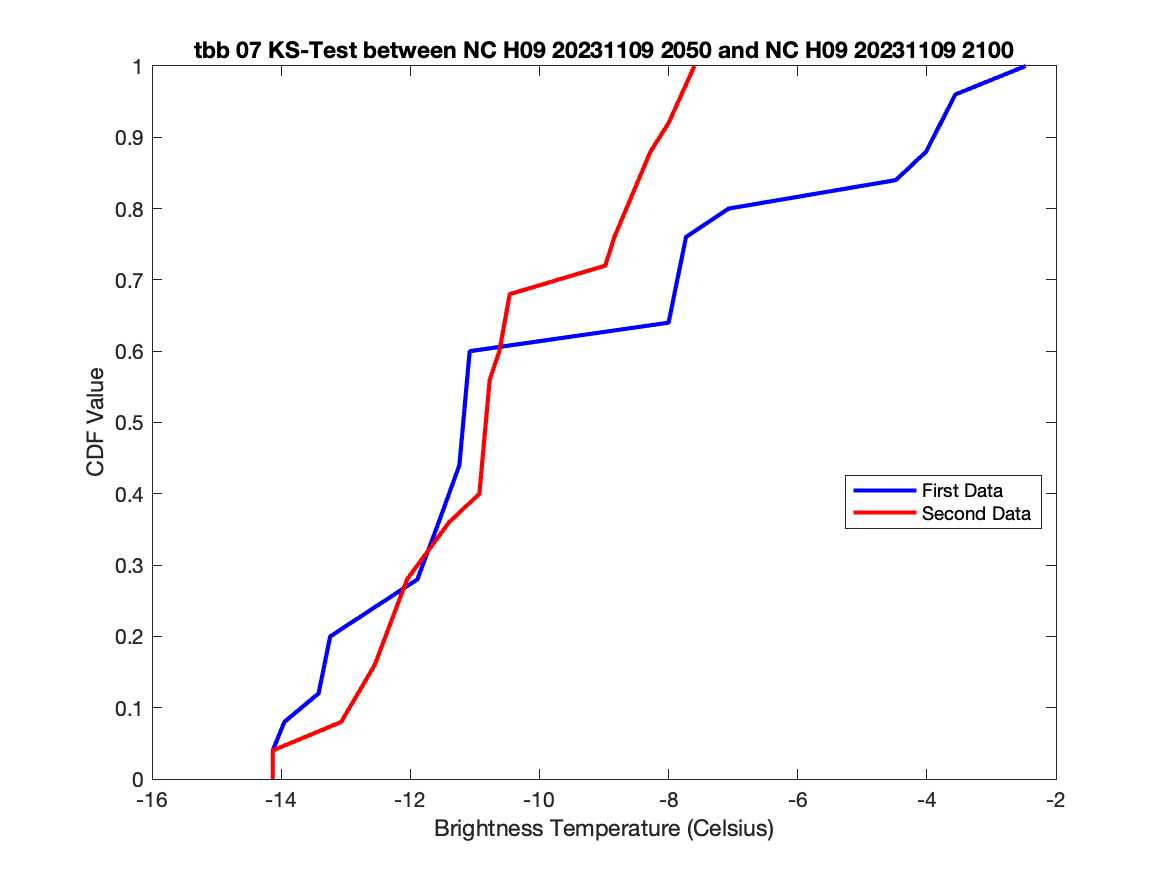 tbb 07 KS-Test between NC H09 20231109 2050 and NC H09 20231109 2100
1
0.9
0.8
0.7
0.6
0.5
0.4
0.3
0.2
0.1
0
CDF Value
First Data
Second Data
-16 -14 -12 -10 -8 -6 -4 -2
Brightness Temperature (Celsius)